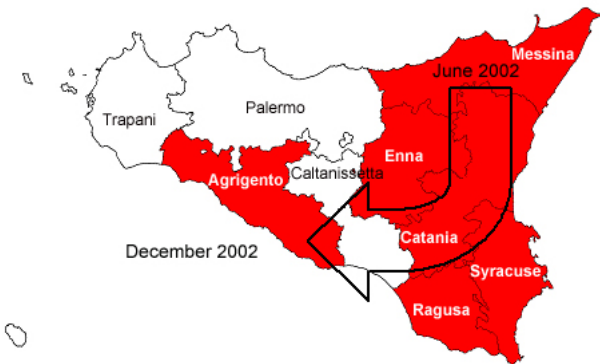 Messina
June 2002
Palermo
Trapani
Enna
Caltanissetta
Agrigento
Catania
December 2002
Syracuse
Ragusa